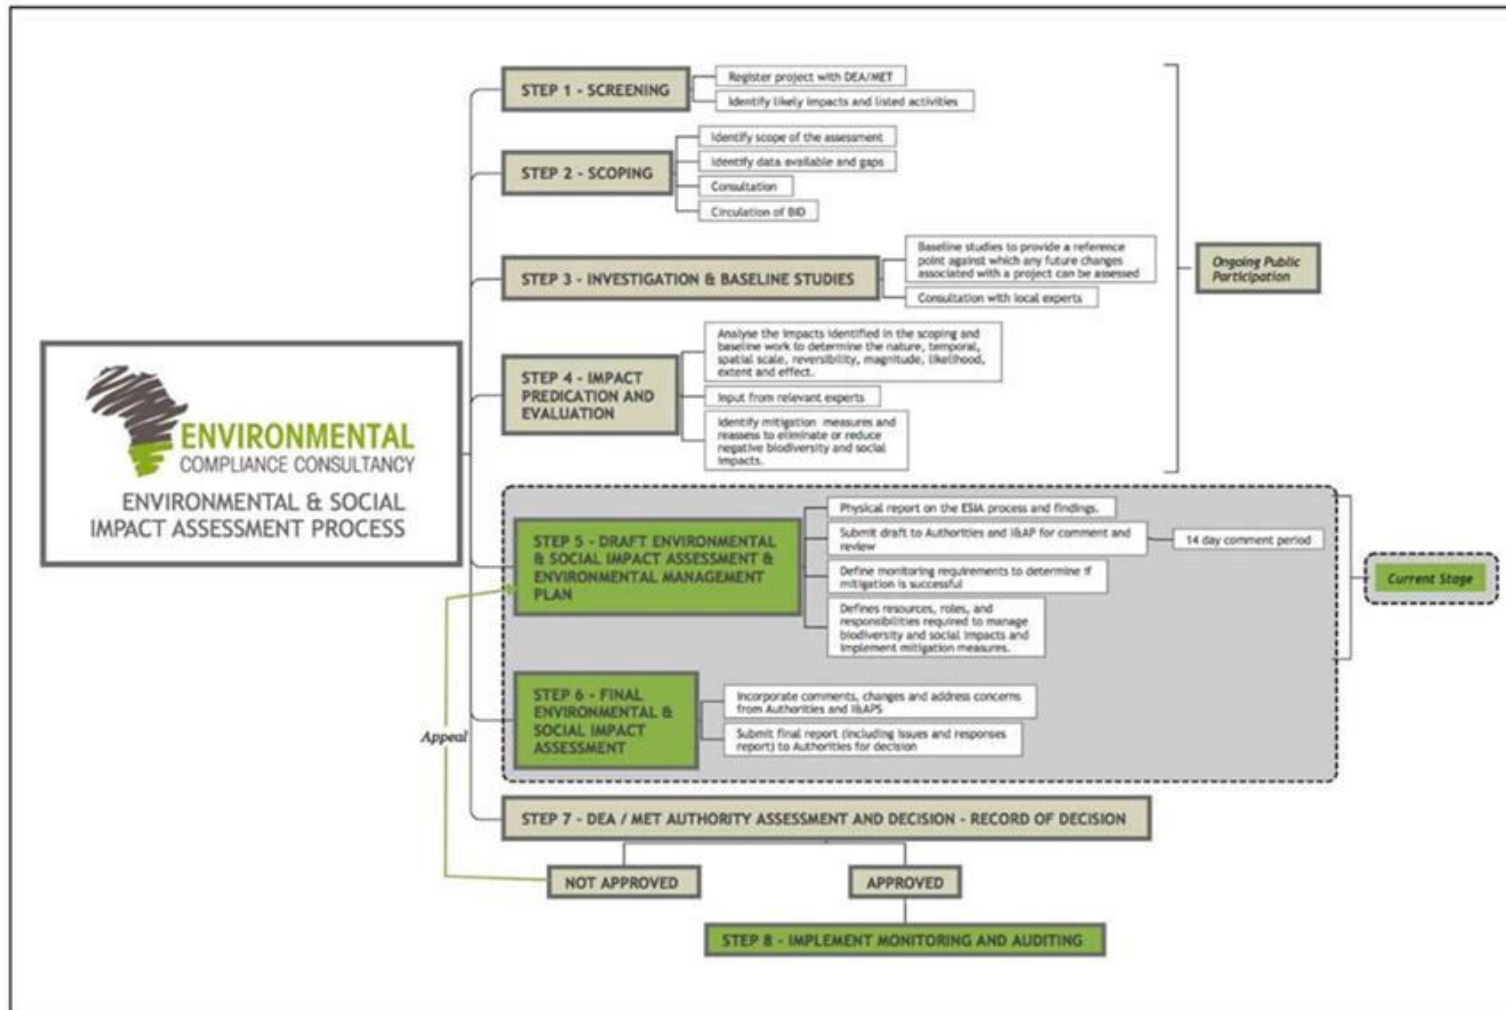 STEP 1 - SCREENING
Register project with DEA/MET
Identify likely impacts and listed activities
STEP 2 - SCOPING
Identify scope of the assessment
Identify data available and gaps
Consultation
Circulation of BID
STEP 3 - INVESTIGATION & BASELINE STUDIES
Baseline studies to provide a reference
point against which any future changes
associated with a project can be assessed
Consultation with local experts
Ongoing Public
Participation
STEP 4 - IMPACT
PREDICATION AND
EVALUATION
Analyse the impacts identified in the scoping and
baseline work to determine the nature, temporal,
spatial scale, reversibility, magnitude, likelihood,
extent and effect.
Input from relevant experts
Identify mitigation measures and
reassess to eliminate or reduce
negative biodiversity and social
impacts.
ENVIRONMENTAL
COMPLIANCE CONSULTANCY
ENVIRONMENTAL & SOCIAL
IMPACT ASSESSMENT PROCESS
STEP 5 - DRAFT ENVIRONMENTAL
& SOCIAL IMPACT ASSESSMENT &
ENVIRONMENTAL MANAGEMENT
PLAN
Physical report on the ESIA process and findings.
Submit draft to Authorities and I&AP for comment and
review
14 day comment period
Define monitoring requirements to determine if
mitigation is successful
Defines resources, roles, and
responsibilities required to manage
biodiversity and social impacts and
implement mitigation measures.
Current Stage
STEP 6 - FINAL
ENVIRONMENTAL &
SOCIAL IMPACT
ASSESSMENT
Incorporate comments, changes and address concerns
from Authorities and I&APS
Submit final report (including issues and responses
report) to Authorities for decision
Appeal
STEP 7 - DEA / MET AUTHORITY ASSESSMENT AND DECISION - RECORD OF DECISION
NOT APPROVED
APPROVED
STEP 8 - IMPLEMENT MONITORING AND AUDITING